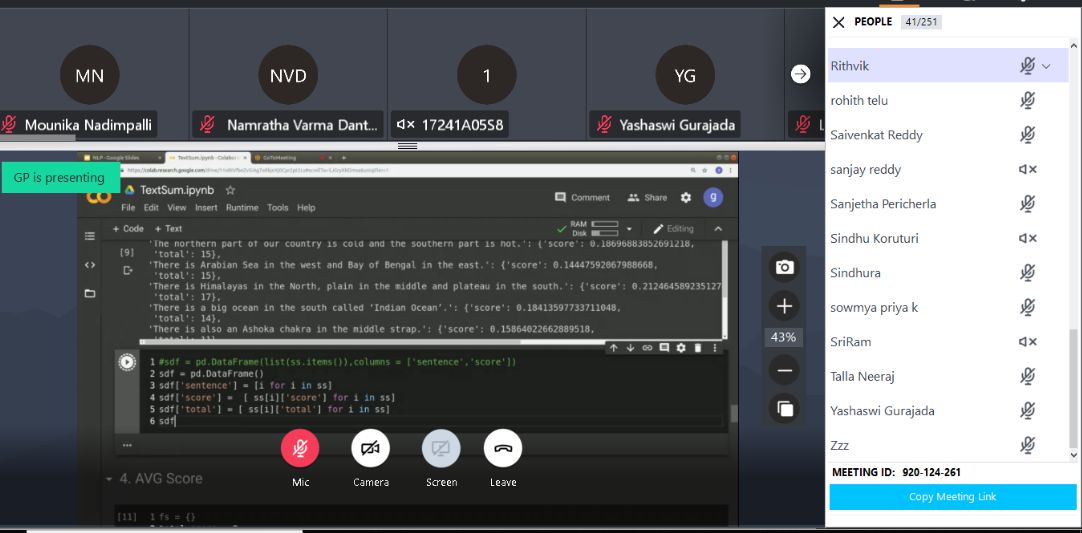 MN
NVD
1
YG
Mounika Nadimpalli
Namratha Varma Dant...
17241A05S8
Yashaswi Gurajada
L
GP is presenting
NLP - Google Slides
TextSum.ipynb - Colabor
GoToMeeting
TextSum.ipynb
File Edit View Insert Runtime Tools Help
Comment
Share
g
+ Code + Text
RAM
Disk
Editing
'The northern part of our country is cold and the southern part is hot.': {'score': 0.18696883852691218,
[9]
'total': 15},
'There is Arabian Sea in the west and Bay of Bengal in the east.': {'score': 0.14447592067988668,
'total': 15},
'There is Himalayas in the North, plain in the middle and plateau in the south.': {'score': 0.212464589235127
'total': 17},
'There is a big ocean in the south called ‘Indian Ocean’.': {'score': 0.18413597733711048,
'total': 14},
'There is also an Ashoka chakra in the middle strap.': {'score': 0.15864022662889518,
1 #sdf = pd.DataFrame(list(ss.items()),columns = ['sentence','score'])
2 sdf = pd.DataFrame()
3 sdf['sentence'] = [i for i in ss]
4 sdf['score'] = [ ss[i]['score'] for i in ss]
5 sdf['total'] = [ ss[i]['total'] for i in ss]
6 sdf
...
4. AVG Score
[11] 1 fs = {}
43%
Mic
Camera
Screen
Leave
PEOPLE 41/251
Rithvik
rohith telu
Saivenkat Reddy
sanjay reddy
Sanjetha Pericherla
Sindhu Koruturi
Sindhura
sowmya priya k
SriRam
Talla Neeraj
Yashaswi Gurajada
Zzz
MEETING ID: 920-124-261
Copy Meeting Link